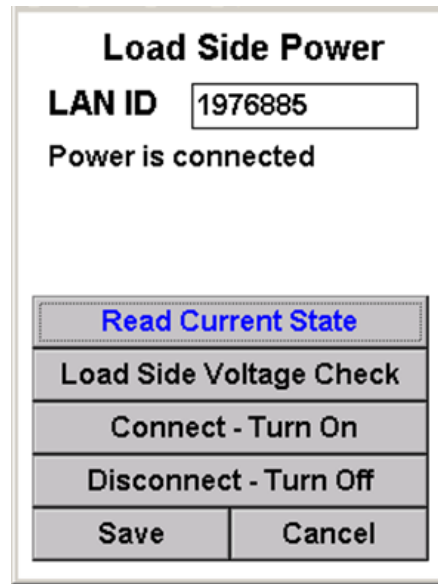 Load Side Power
LAN ID 1976885
Power is connected
Read Current State
Load Side Voltage Check
Connect - Turn On
Disconnect - Turn Off
Save Cancel